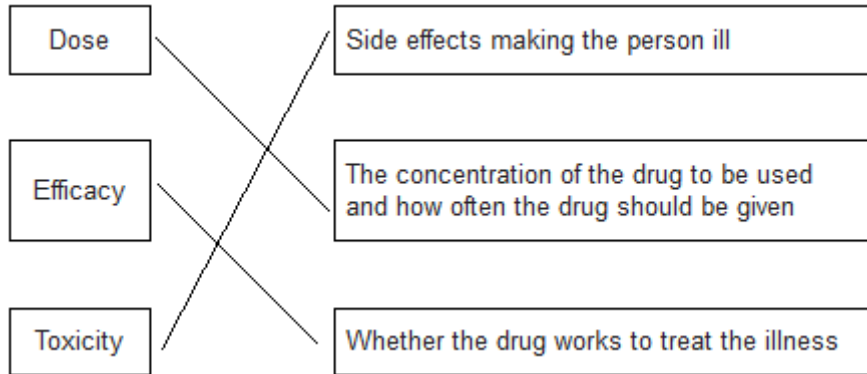 Dose
Side effects making the person ill
Efficacy
The concentration of the drug to be used
and how often the drug should be given
Toxicity
Whether the drug works to treat the illness